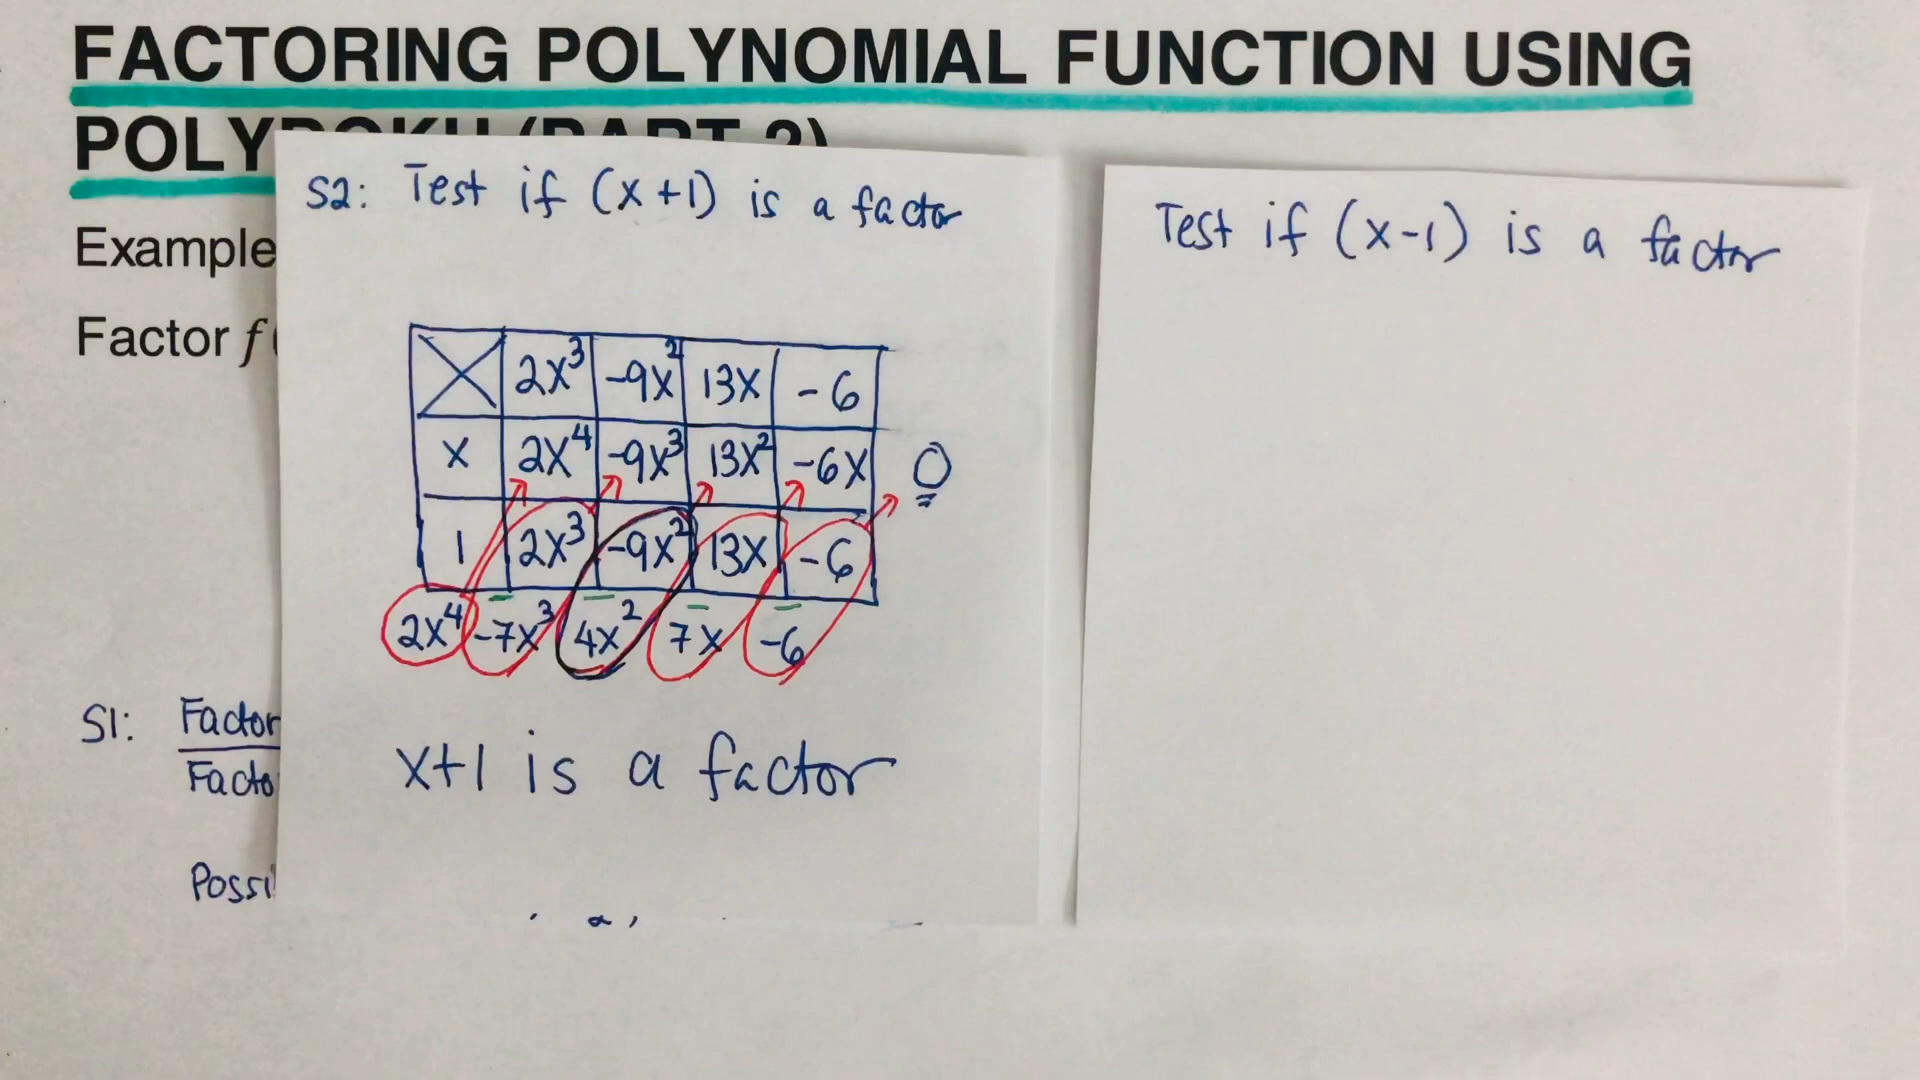 FACTORING POLYNOMIAL FUNCTION USING
POLY
Example
Factor f
S2: Test if (x+1) is a factor
2x³ -9x² 13x -6
x 2x⁴ -9x³ 13x² -6x 0
1 2x³ -9x² 13x -6
2x⁴ -7x³ 4x² 7x -6
x+1 is a factor
S1: Factor
Facto
Possi
Test if (x-1) is a factor